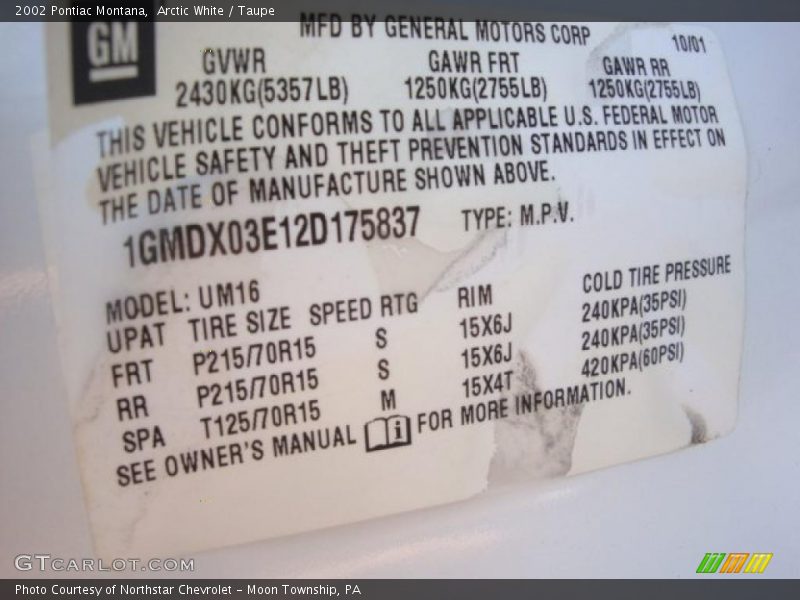 2002 Pontiac Montana,  Arctic White / Taupe
GM
MFD BY GENERAL MOTORS CORP
10/01
GVWR GAWR FRT GAWR RR
2430KG(5357LB) 1250KG(2755LB) 1250KG(2755LB)
THIS VEHICLE CONFORMS TO ALL APPLICABLE U.S. FEDERAL MOTOR
VEHICLE SAFETY AND THEFT PREVENTION STANDARDS IN EFFECT ON
THE DATE OF MANUFACTURE SHOWN ABOVE.
1GMDX03E12D175837 TYPE: M.P.V.
MODEL: UM16
UPAT TIRE SIZE SPEED RTG RIM COLD TIRE PRESSURE
FRT P215/70R15 S 15X6J 240KPA(35PSI)
RR P215/70R15 S 15X6J 240KPA(35PSI)
SPA T125/70R15 M 15X4T 420KPA(60PSI)
SEE OWNER'S MANUAL i FOR MORE INFORMATION.
GTCARLOT.COM
Photo Courtesy of Northstar Chevrolet - Moon Township, PA